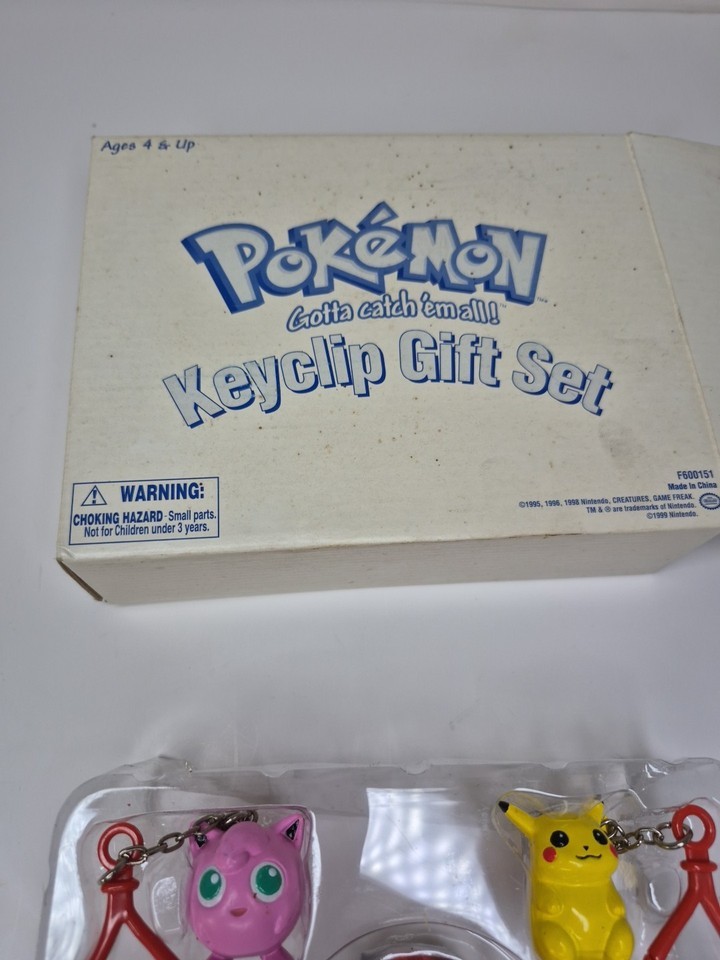 Ages 4 & Up
POKéMON
Gotta catch 'em all!™
Keyclip Gift Set
WARNING:
CHOKING HAZARD - Small parts.
Not for Children under 3 years.
F600151
Made in China
©1995, 1996, 1998 Nintendo, CREATURES, GAME FREAK.
TM & ® are trademarks of Nintendo.
©1999 Nintendo.